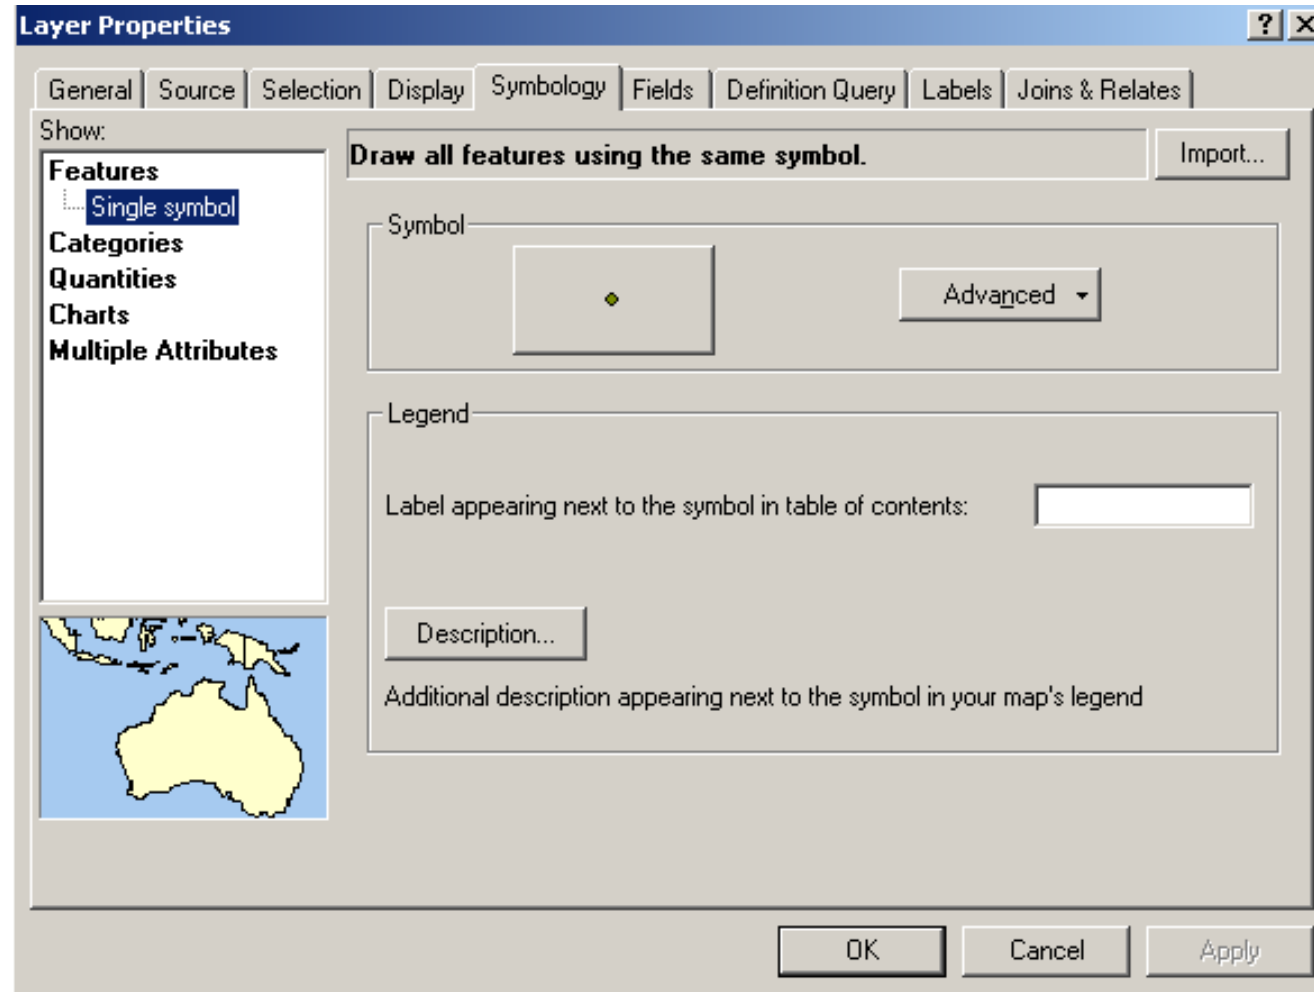 Layer Properties
General Source Selection Display Symbology Fields Definition Query Labels Joins & Relates
Show:
Features
Single symbol
Categories
Quantities
Charts
Multiple Attributes
Draw all features using the same symbol.
Import...
Symbol
Advanced
Legend
Label appearing next to the symbol in table of contents:
Description...
Additional description appearing next to the symbol in your map's legend
OK Cancel Apply